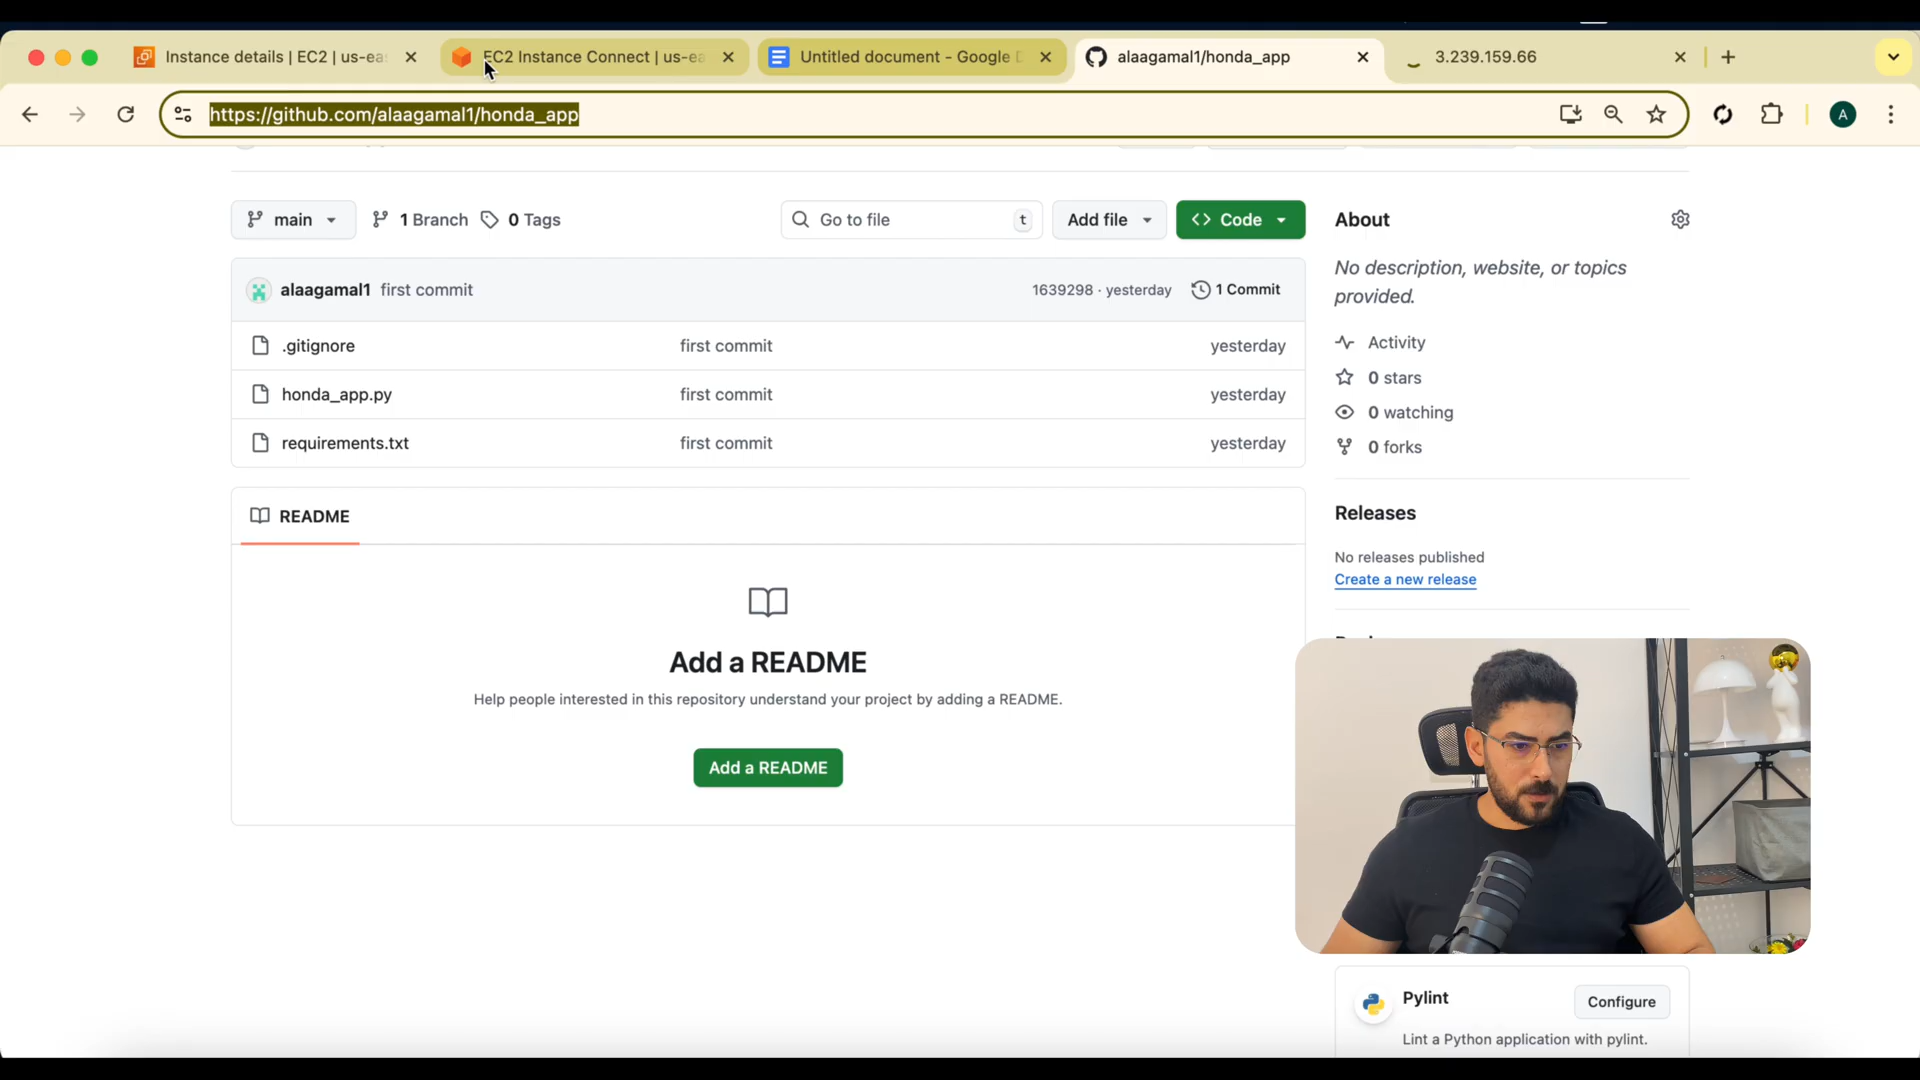 Instance details | EC2 | us-ea
EC2 Instance Connect | us-ea
Untitled document - Google D
alaagamal1/honda_app
3.239.159.66
https://github.com/alaagamal1/honda_app
A
main
1 Branch
0 Tags
Go to file
t
Add file
<> Code
About
alaagamal1 first commit
1639298 · yesterday
1 Commit
No description, website, or topics
provided.
.gitignore
first commit
yesterday
Activity
honda_app.py
first commit
yesterday
0 stars
0 watching
requirements.txt
first commit
yesterday
0 forks
README
Releases
No releases published
Create a new release
Add a README
Help people interested in this repository understand your project by adding a README.
Add a README
Pylint
Configure
Lint a Python application with pylint.